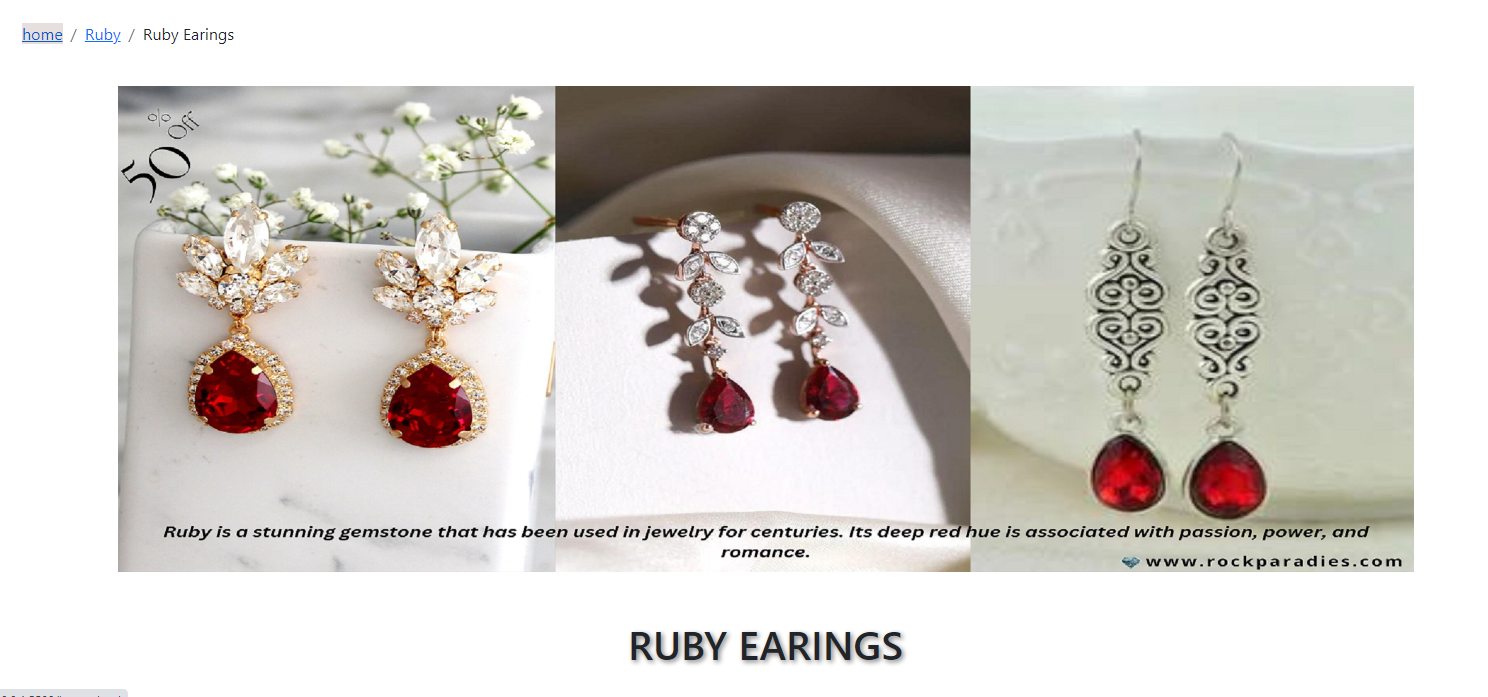 home / Ruby / Ruby Earings
50 % Off
Ruby is a stunning gemstone that has been used in jewelry for centuries. Its deep red hue is associated with passion, power, and
romance.
www.rockparadies.com
RUBY EARINGS